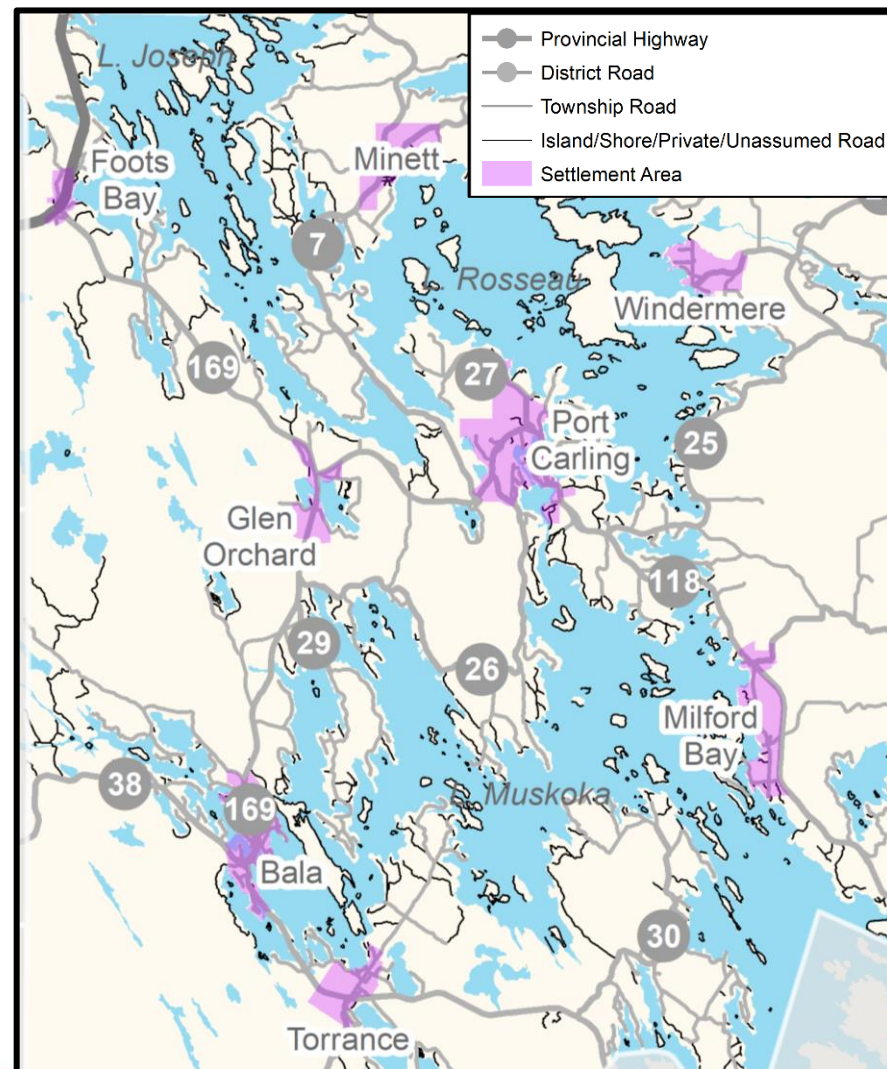 Provincial Highway
District Road
Township Road
Island/Shore/Private/Unassumed Road
Settlement Area
L. Joseph
Foots
Bay
Minett
7
L. Rosseau
Windermere
169
27
Port
Carling
25
Glen
Orchard
118
29
26
Milford
Bay
38
169
L. Muskoka
Bala
30
Torrance